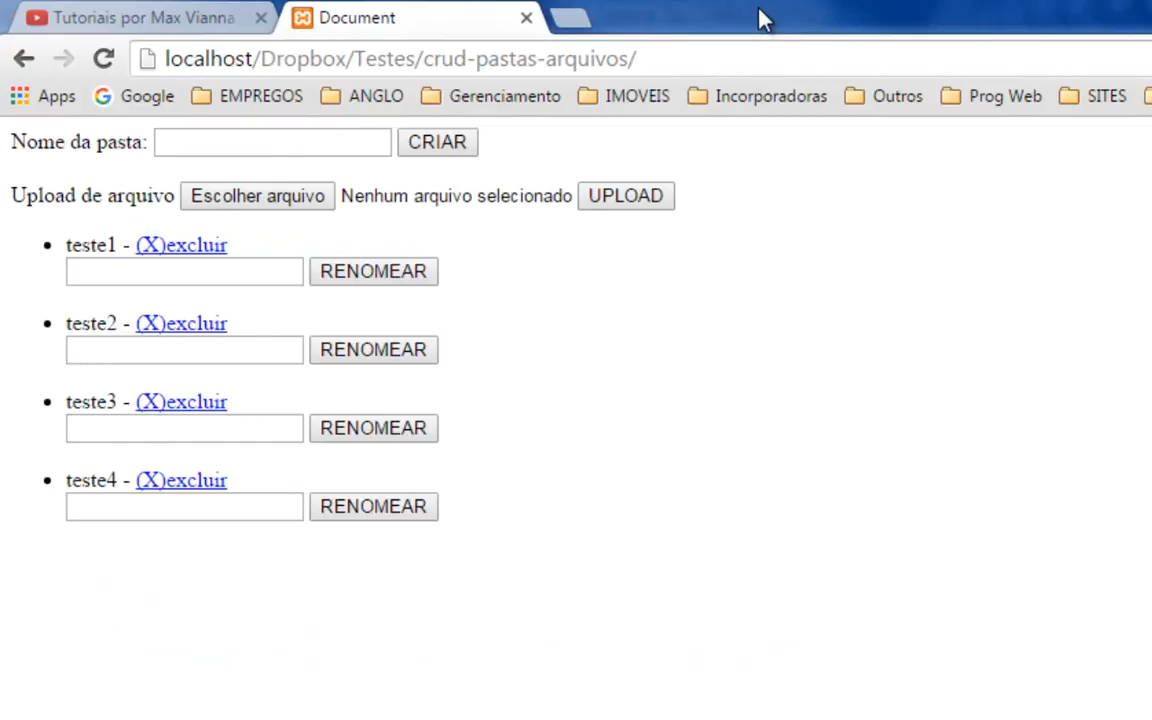 Tutoriais por Max Vianna
Document
localhost/Dropbox/Testes/crud-pastas-arquivos/
Apps Google EMPREGOS ANGLO Gerenciamento IMOVEIS Incorporadoras Outros Prog Web SITES
Nome da pasta: CRIAR
Upload de arquivo Escolher arquivo Nenhum arquivo selecionado UPLOAD
teste1 - (X)excluir
RENOMEAR
teste2 - (X)excluir
RENOMEAR
teste3 - (X)excluir
RENOMEAR
teste4 - (X)excluir
RENOMEAR